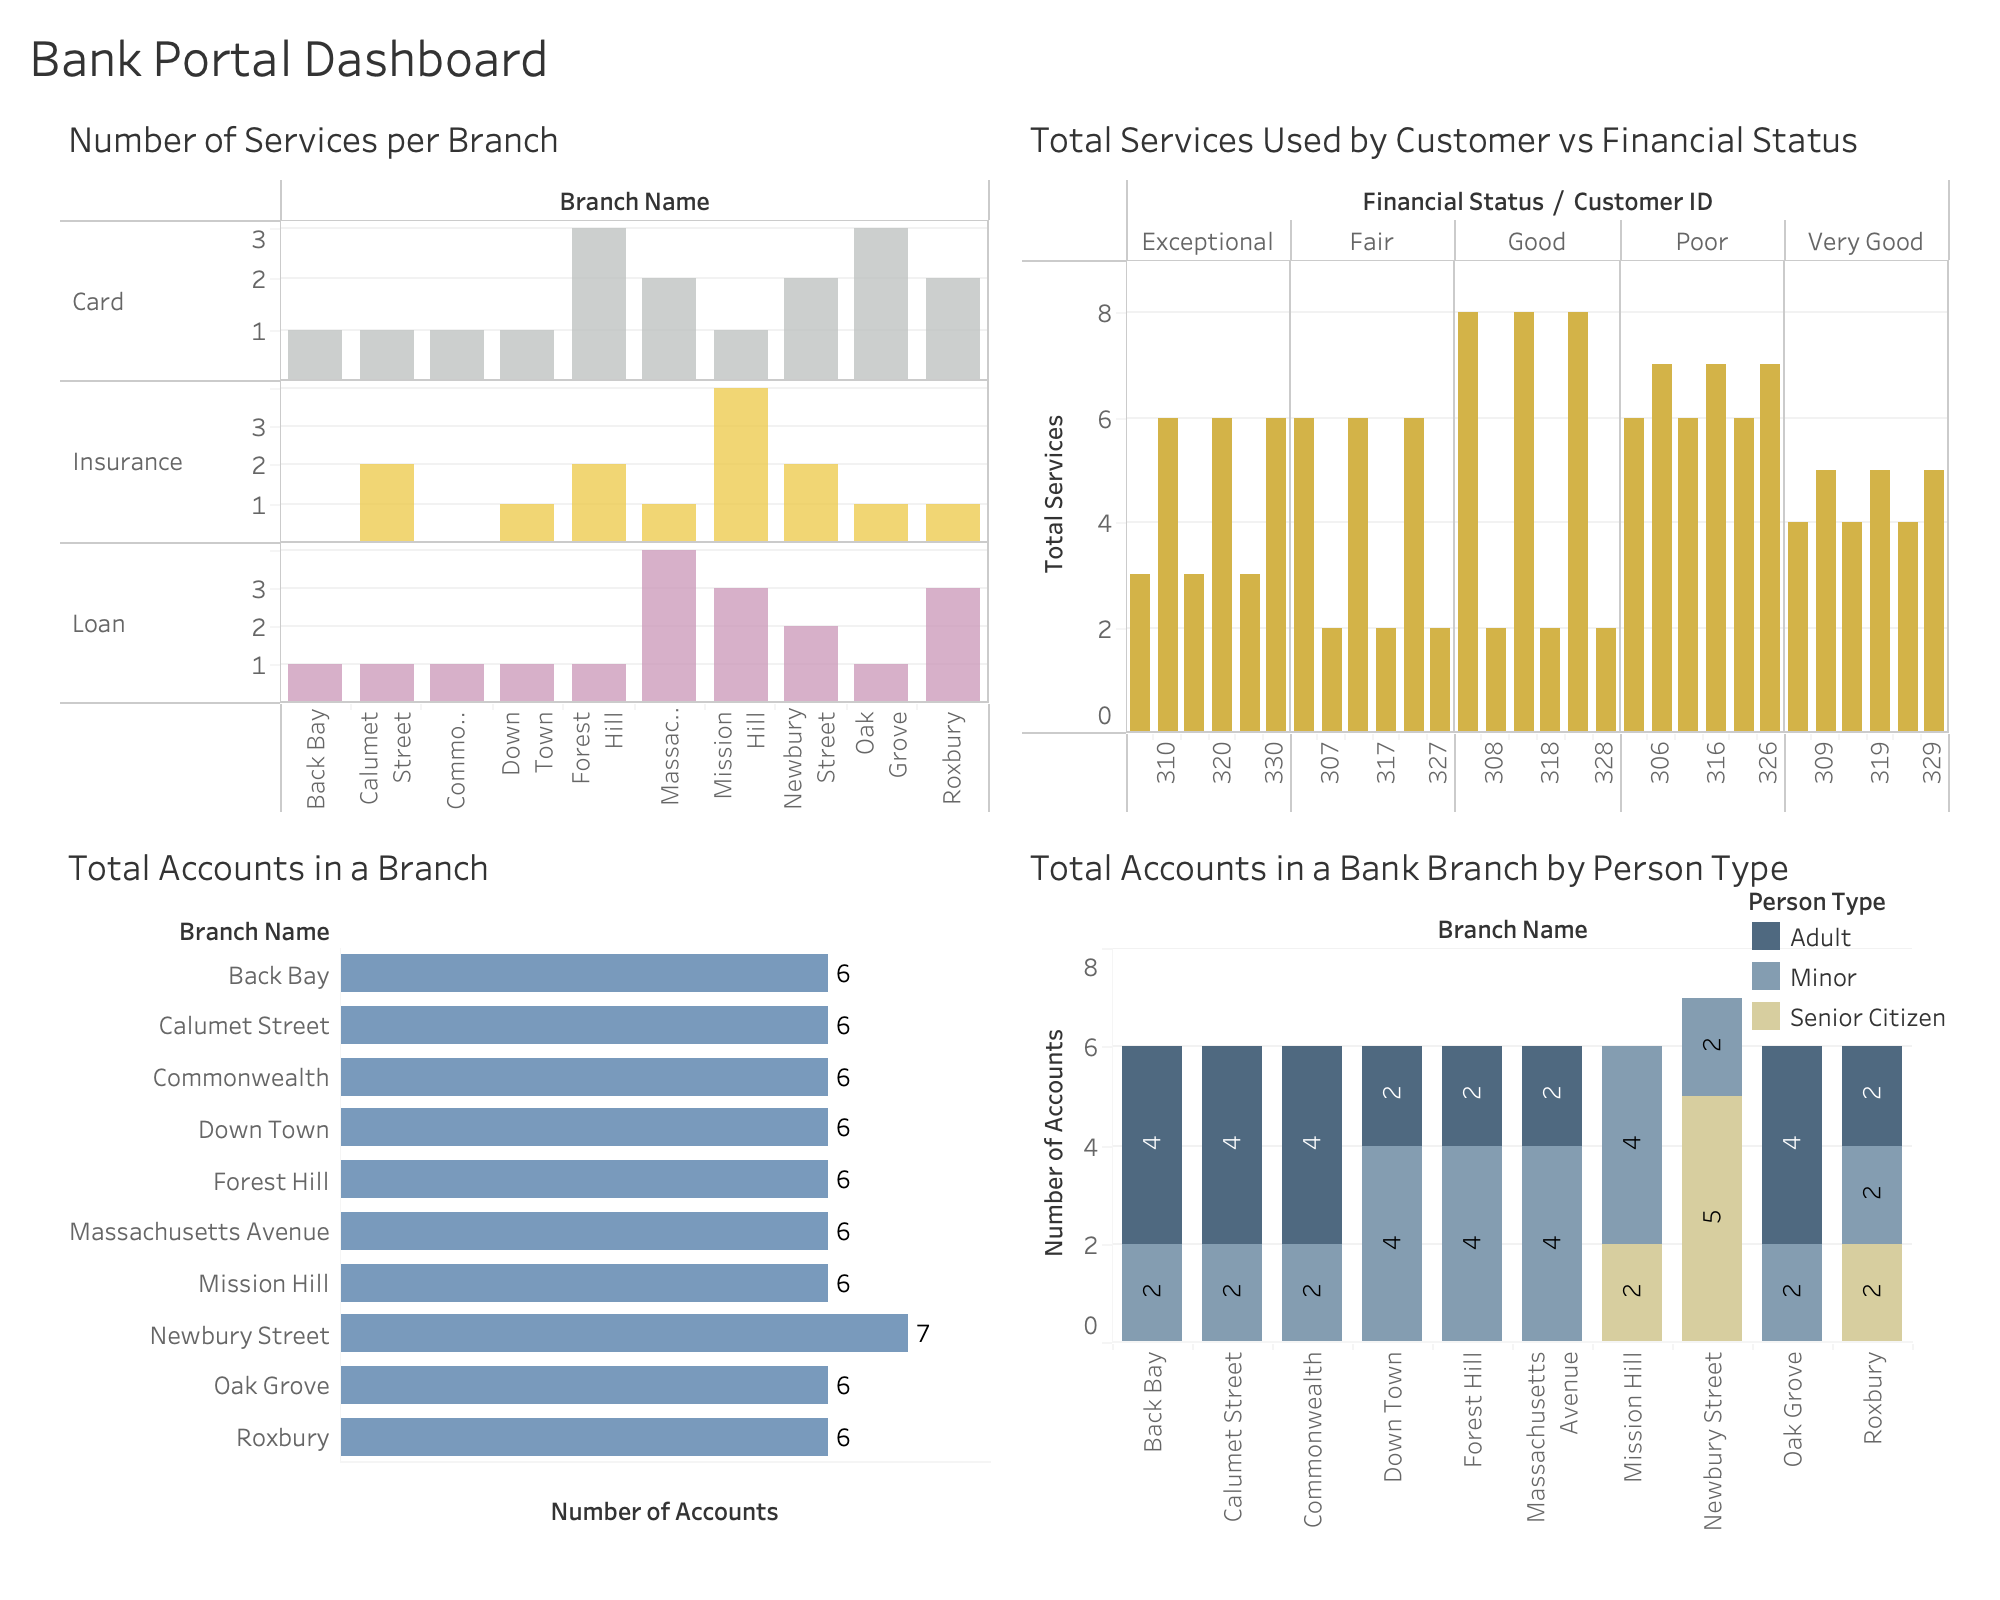 Bank Portal Dashboard
Number of Services per Branch
Branch Name
Card
3
2
1
Insurance
3
2
1
Loan
3
2
1
Back Bay
Calumet
Street
Commo..
Down
Town
Forest
Hill
Massac..
Mission
Hill
Newbury
Street
Oak
Grove
Roxbury
Total Services Used by Customer vs Financial Status
Financial Status / Customer ID
Exceptional Fair Good Poor Very Good
Total Services
8
6
4
2
0
310 320 330 307 317 327 308 318 328 306 316 326 309 319 329
Total Accounts in a Branch
Branch Name
Back Bay 6
Calumet Street 6
Commonwealth 6
Down Town 6
Forest Hill 6
Massachusetts Avenue 6
Mission Hill 6
Newbury Street 7
Oak Grove 6
Roxbury 6
Number of Accounts
Total Accounts in a Bank Branch by Person Type
Person Type
Adult
Minor
Senior Citizen
Branch Name
Number of Accounts
8
6
4
2
0
4 2
4 2
4 2
2 4
2 4
2 4
4 2
2 5
4 2
2 2 2
Back Bay
Calumet Street
Commonwealth
Down Town
Forest Hill
Massachusetts
Avenue
Mission Hill
Newbury Street
Oak Grove
Roxbury